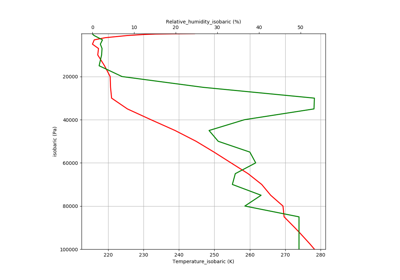 Relative_humidity_isobaric (%)
0 10 20 30 40 50
20000
40000
60000
80000
100000
Isobaric (Pa)
220 230 240 250 260 270 280
Temperature_isobaric (K)